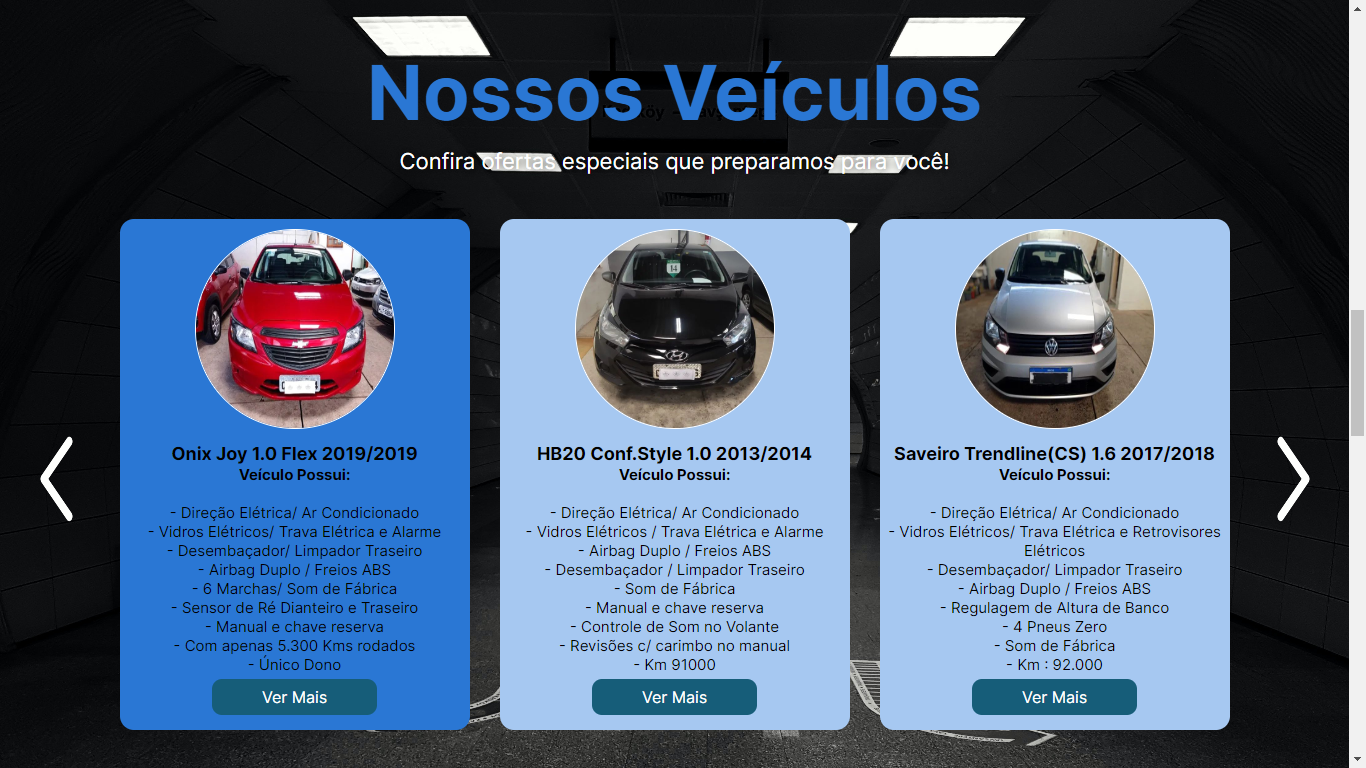 Nossos Veículos
Confira ofertas especiais que preparamos para você!
Onix Joy 1.0 Flex 2019/2019
Veículo Possui:
- Direção Elétrica/ Ar Condicionado
- Vidros Elétricos/ Trava Elétrica e Alarme
- Desembaçador/ Limpador Traseiro
- Airbag Duplo / Freios ABS
- 6 Marchas/ Som de Fábrica
- Sensor de Ré Dianteiro e Traseiro
- Manual e chave reserva
- Com apenas 5.300 Kms rodados
- Único Dono
Ver Mais
14
HB20 Conf.Style 1.0 2013/2014
Veículo Possui:
- Direção Elétrica/ Ar Condicionado
- Vidros Elétricos / Trava Elétrica e Alarme
- Airbag Duplo / Freios ABS
- Desembaçador / Limpador Traseiro
- Som de Fábrica
- Manual e chave reserva
- Controle de Som no Volante
- Revisões c/ carimbo no manual
- Km 91000
Ver Mais
Saveiro Trendline(CS) 1.6 2017/2018
Veículo Possui:
- Direção Elétrica/ Ar Condicionado
- Vidros Elétricos/ Trava Elétrica e Retrovisores
Elétricos
- Desembaçador/ Limpador Traseiro
- Airbag Duplo / Freios ABS
- Regulagem de Altura de Banco
- 4 Pneus Zero
- Som de Fábrica
- Km : 92.000
Ver Mais